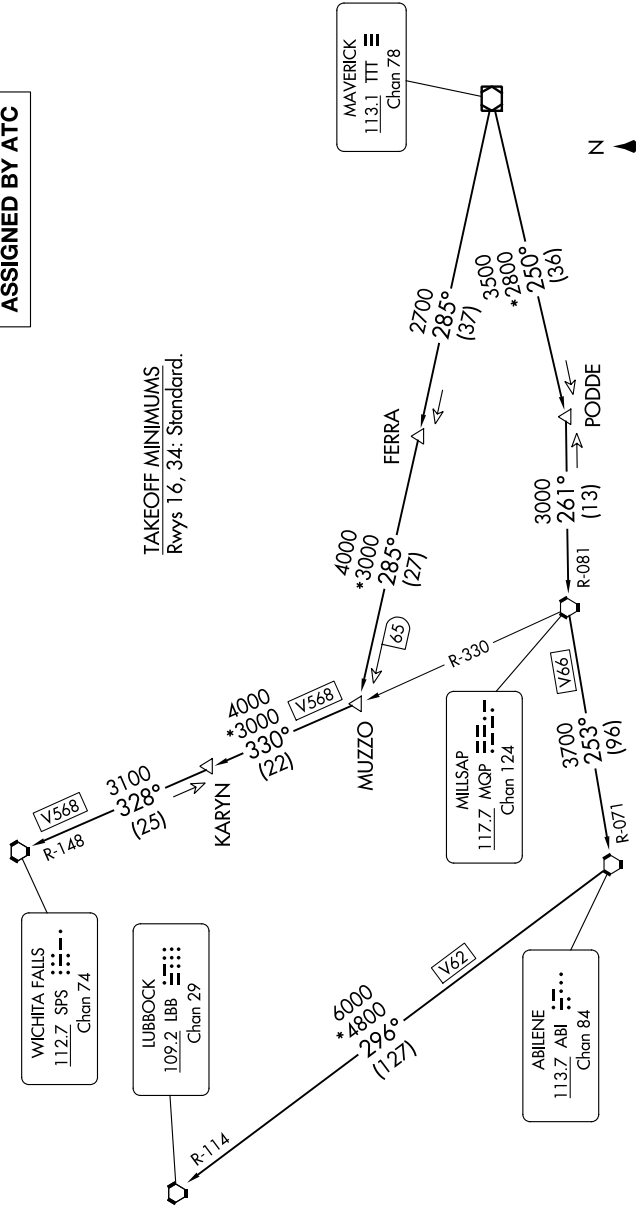 ASSIGNED BY ATC
TAKEOFF MINIMUMS
Rwys 16, 34: Standard.
WICHITA FALLS
112.7 SPS
Chan 74
LUBBOCK
109.2 LBB
Chan 29
V568
R-148
3100
328°
(25)
KARYN
4000
*3000
330°
(22)
V568
MUZZO
65
4000
*3000
285°
(27)
FERRA
2700
285°
(37)
MAVERICK
113.1 TTT
Chan 78
N
3500
*2800
250°
(36)
PODDE
3000
261°
(13)
R-081
R-330
MILLSAP
117.7 MQP
Chan 124
V66
3700
253°
(96)
R-071
ABILENE
113.7 ABI
Chan 84
V62
6000
*4800
296°
(127)
R-114